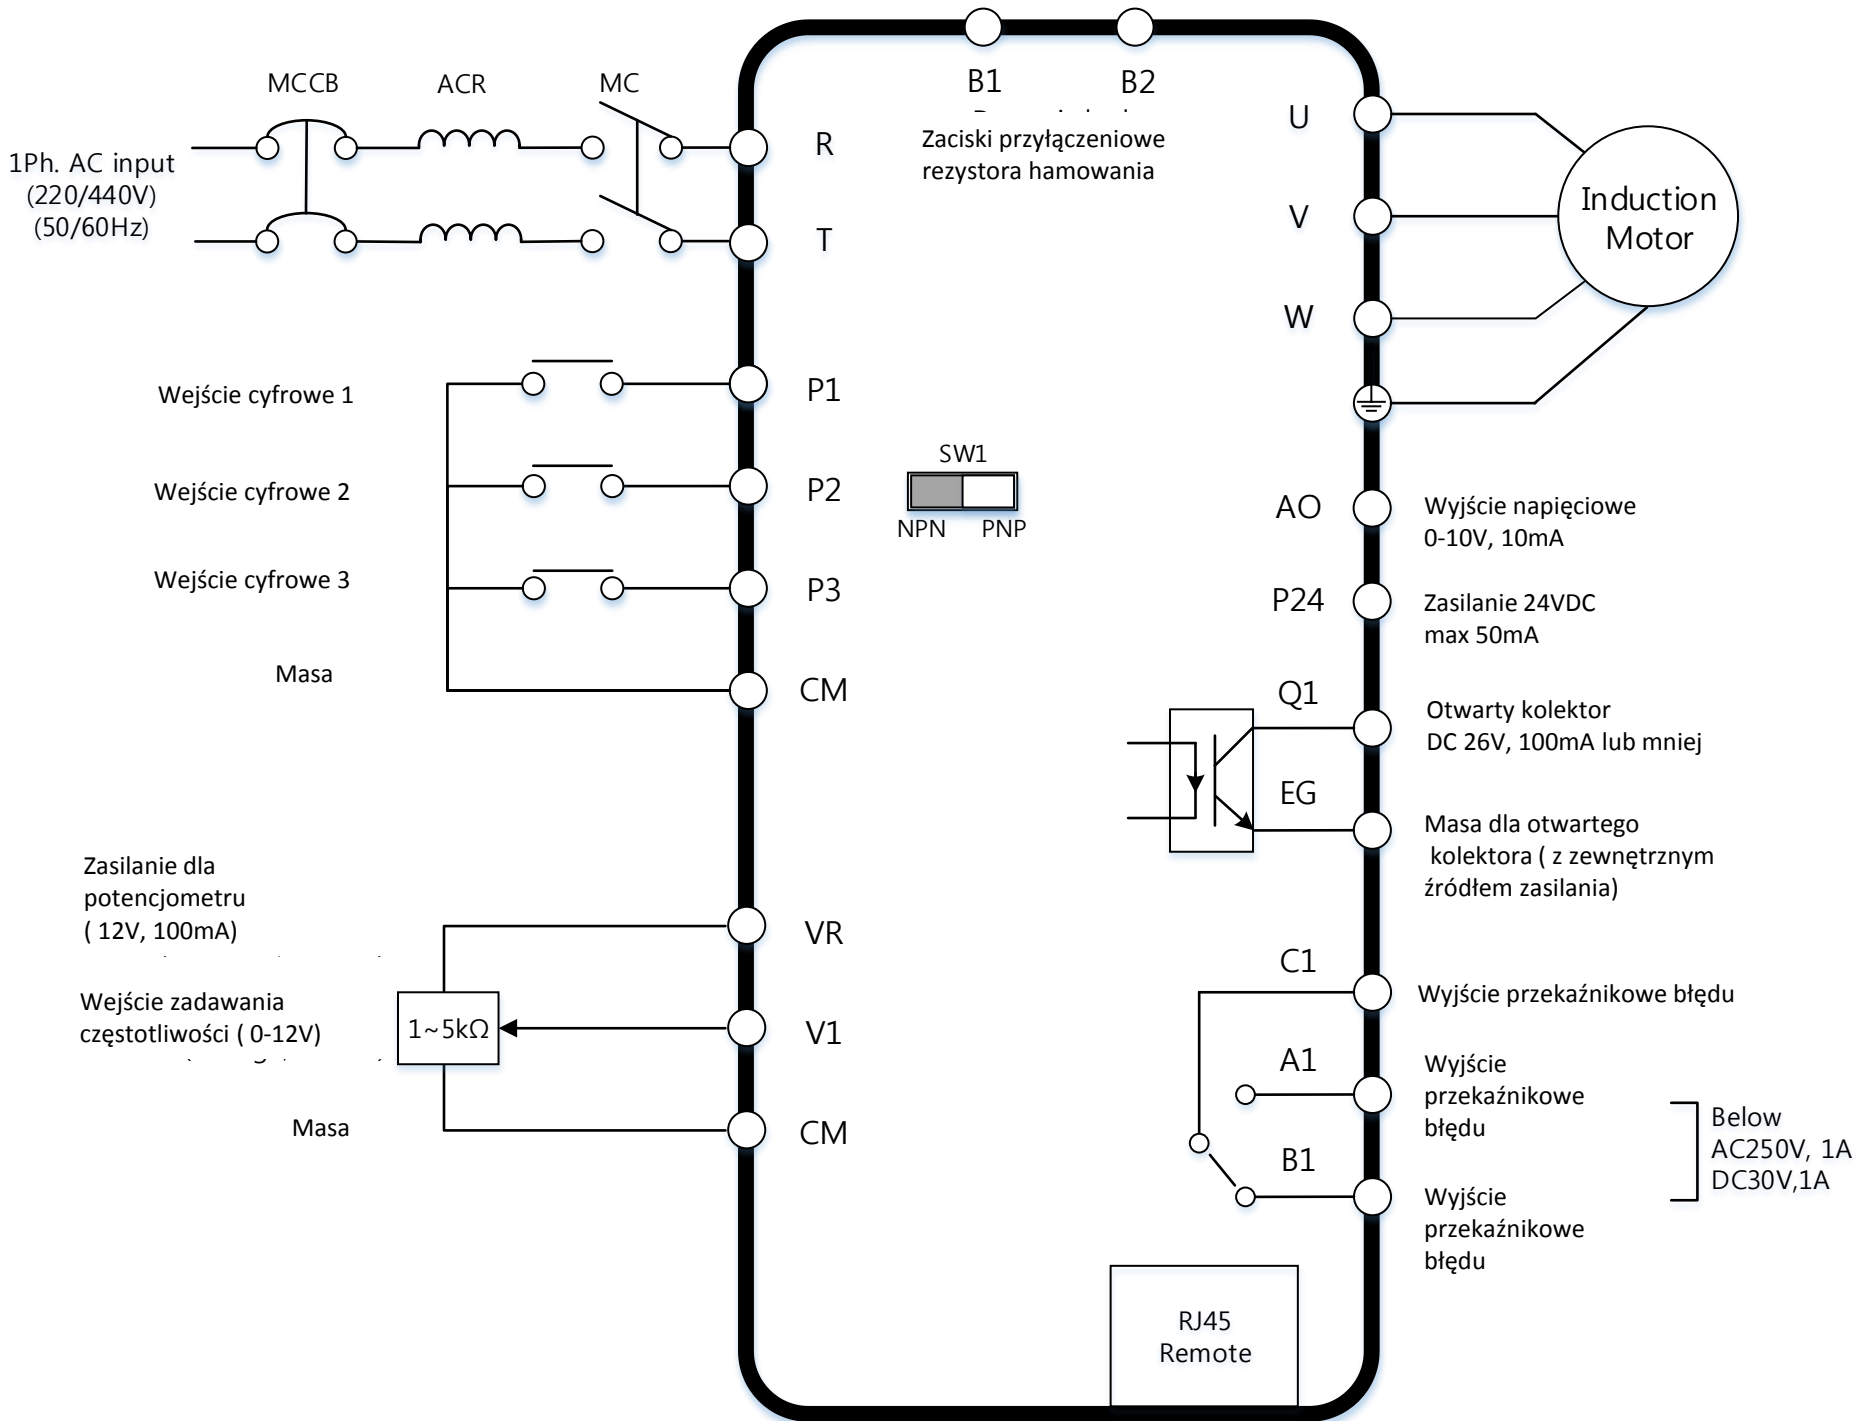 B1
B2
Zaciski przyłączeniowe
rezystora hamowania
MCCB
ACR
MC
1Ph. AC input
(220/440V)
(50/60Hz)
R
T
U
V
W
Induction
Motor
Wejście cyfrowe 1
P1
Wejście cyfrowe 2
P2
Wejście cyfrowe 3
P3
Masa
CM
SW1
NPN
PNP
AO
Wyjście napięciowe
0-10V, 10mA
P24
Zasilanie 24VDC
max 50mA
Q1
Otwarty kolektor
DC 26V, 100mA lub mniej
EG
Masa dla otwartego
kolektora ( z zewnętrznym
źródłem zasilania)
Zasilanie dla
potencjometru
( 12V, 100mA)
VR
Wejście zadawania
częstotliwości ( 0-12V)
1~5kΩ
V1
Masa
CM
C1
Wyjście przekaźnikowe błędu
A1
Wyjście
przekaźnikowe
błędu
B1
Wyjście
przekaźnikowe
błędu
Below
AC250V, 1A
DC30V,1A
RJ45
Remote